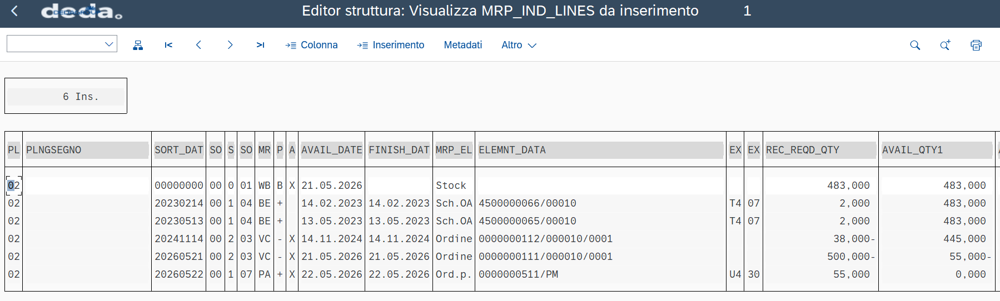 deda.
Editor struttura: Visualizza MRP_IND_LINES da inserimento 1
Colonna Inserimento Metadati Altro
6 Ins.
PL PLNGSEGNO SORT_DAT SO S SO MR P A AVAIL_DATE FINISH_DAT MRP_EL ELEMNT_DATA EX EX REC_REQD_QTY AVAIL_QTY1
02 00000000 00 0 01 WB B X 21.05.2026 Stock 483,000 483,000
02 20230214 00 1 04 BE + 14.02.2023 14.02.2023 Sch.OA 4500000066/00010 T4 07 2,000 483,000
02 20230513 00 1 04 BE + 13.05.2023 13.05.2023 Sch.OA 4500000065/00010 T4 07 2,000 483,000
02 20241114 00 2 03 VC - X 14.11.2024 14.11.2024 Ordine 0000000112/000010/0001 38,000- 445,000
02 20260521 00 2 03 VC - X 21.05.2026 21.05.2026 Ordine 0000000111/000010/0001 500,000- 55,000-
02 20260522 00 1 07 PA + X 22.05.2026 22.05.2026 Ord.p. 0000000511/PM U4 30 55,000 0,000